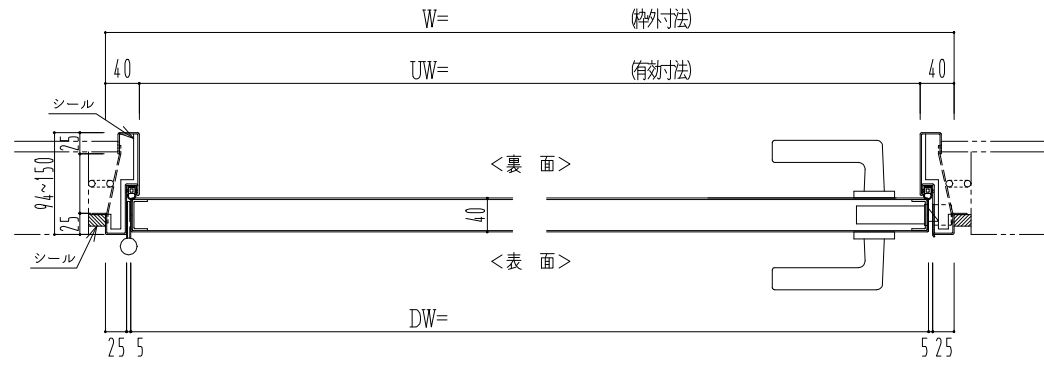 W= (枠外寸法)
40 UW= (有効寸法) 40
シール
25
94~150
<裏 面>
25
40
シール
<表 面>
DW=
25 5 5 25